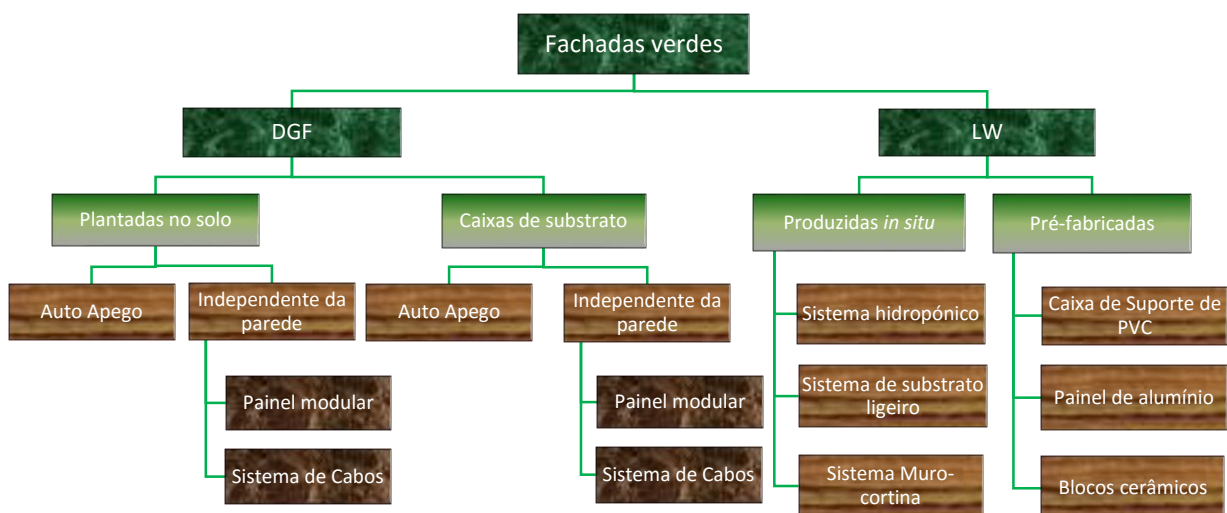 Fachadas verdes
DGF
LW
Plantadas no solo
Caixas de substrato
Produzidas in situ
Pré-fabricadas
Auto Apego
Independente da
parede
Auto Apego
Independente da
parede
Sistema hidropónico
Caixa de Suporte de
PVC
Painel modular
Painel modular
Sistema de substrato
ligeiro
Painel de alumínio
Sistema de Cabos
Sistema de Cabos
Sistema Muro-
cortina
Blocos cerâmicos